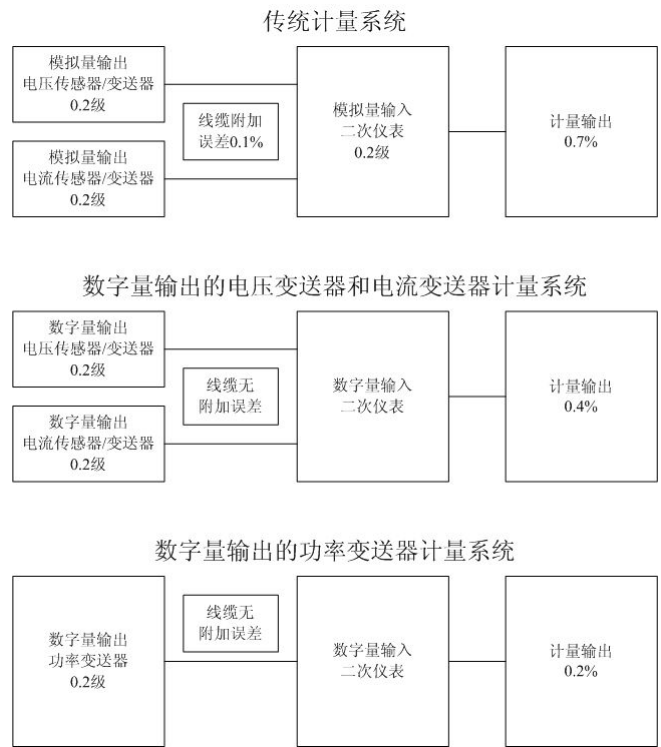 传统计量系统
模拟量输出
电压传感器/变送器
0.2级
线缆附加
误差0.1%
模拟量输出
电流传感器/变送器
0.2级
模拟量输入
二次仪表
0.2级
计量输出
0.7%
数字量输出的电压变送器和电流变送器计量系统
数字量输出
电压传感器/变送器
0.2级
线缆无
附加误差
数字量输出
电流传感器/变送器
0.2级
数字量输入
二次仪表
计量输出
0.4%
数字量输出的功率变送器计量系统
数字量输出
功率变送器
0.2级
线缆无
附加误差
数字量输入
二次仪表
计量输出
0.2%